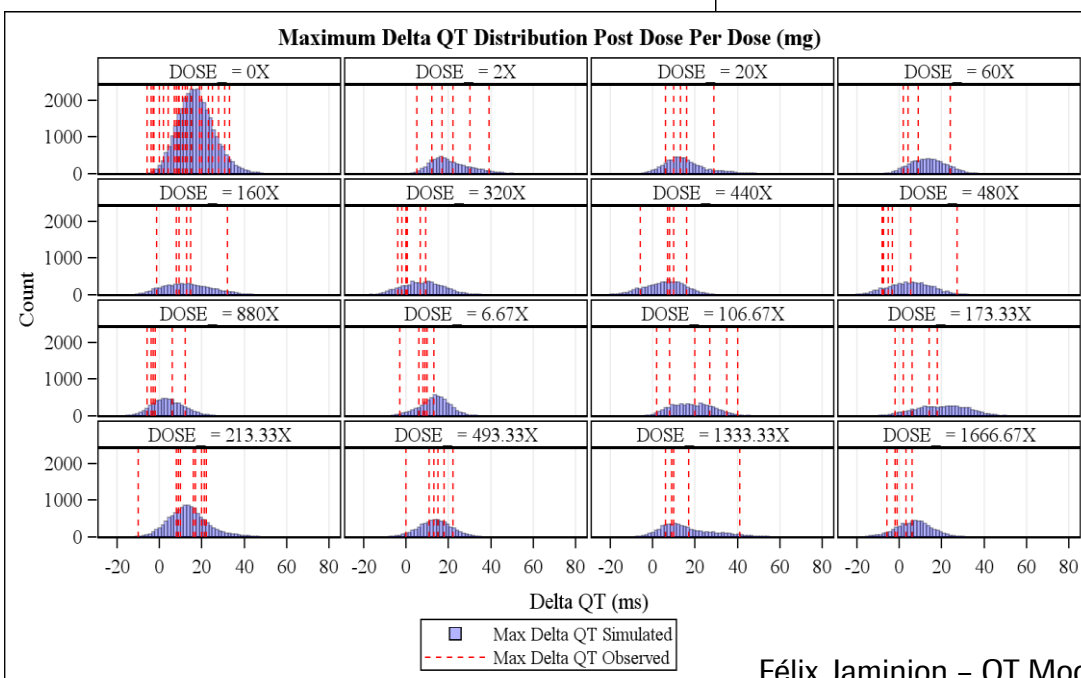 Maximum Delta QT Distribution Post Dose Per Dose (mg)
DOSE_ = 0X DOSE_ = 2X DOSE_ = 20X DOSE_ = 60X
2000
1000
0
DOSE_ = 160X DOSE_ = 320X DOSE_ = 440X DOSE_ = 480X
2000
1000
0
DOSE_ = 880X DOSE_ = 6.67X DOSE_ = 106.67X DOSE_ = 173.33X
2000
1000
0
DOSE_ = 213.33X DOSE_ = 493.33X DOSE_ = 1333.33X DOSE_ = 1666.67X
2000
1000
0
Count
-20 0 20 40 60 80 -20 0 20 40 60 80 -20 0 20 40 60 80 -20 0 20 40 60 80
Delta QT (ms)
Max Delta QT Simulated
Max Delta QT Observed